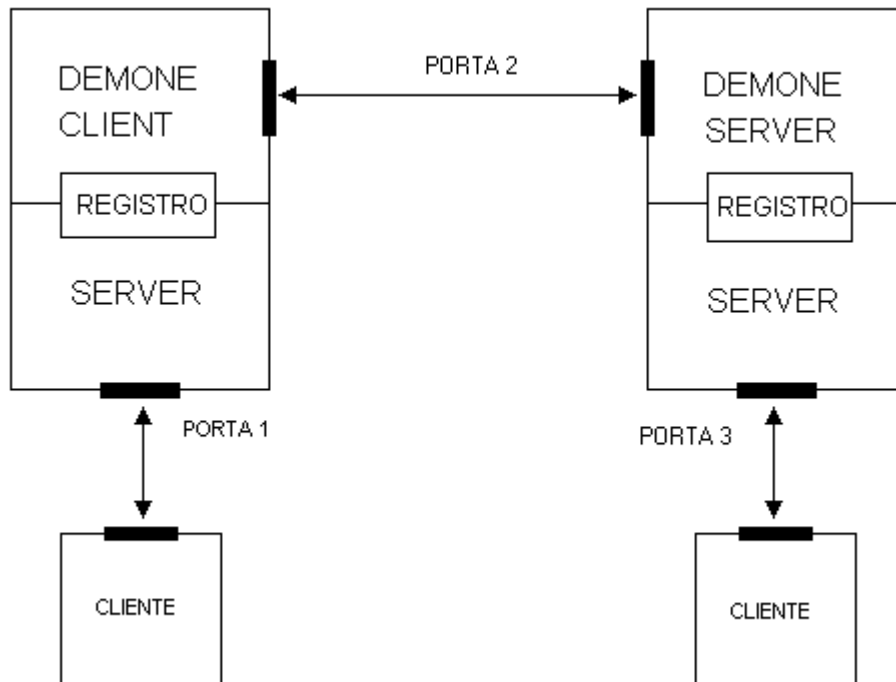 PORTA 2
DEMONE
CLIENT
DEMONE
SERVER
REGISTRO
REGISTRO
SERVER
SERVER
PORTA 1
PORTA 3
CLIENTE
CLIENTE